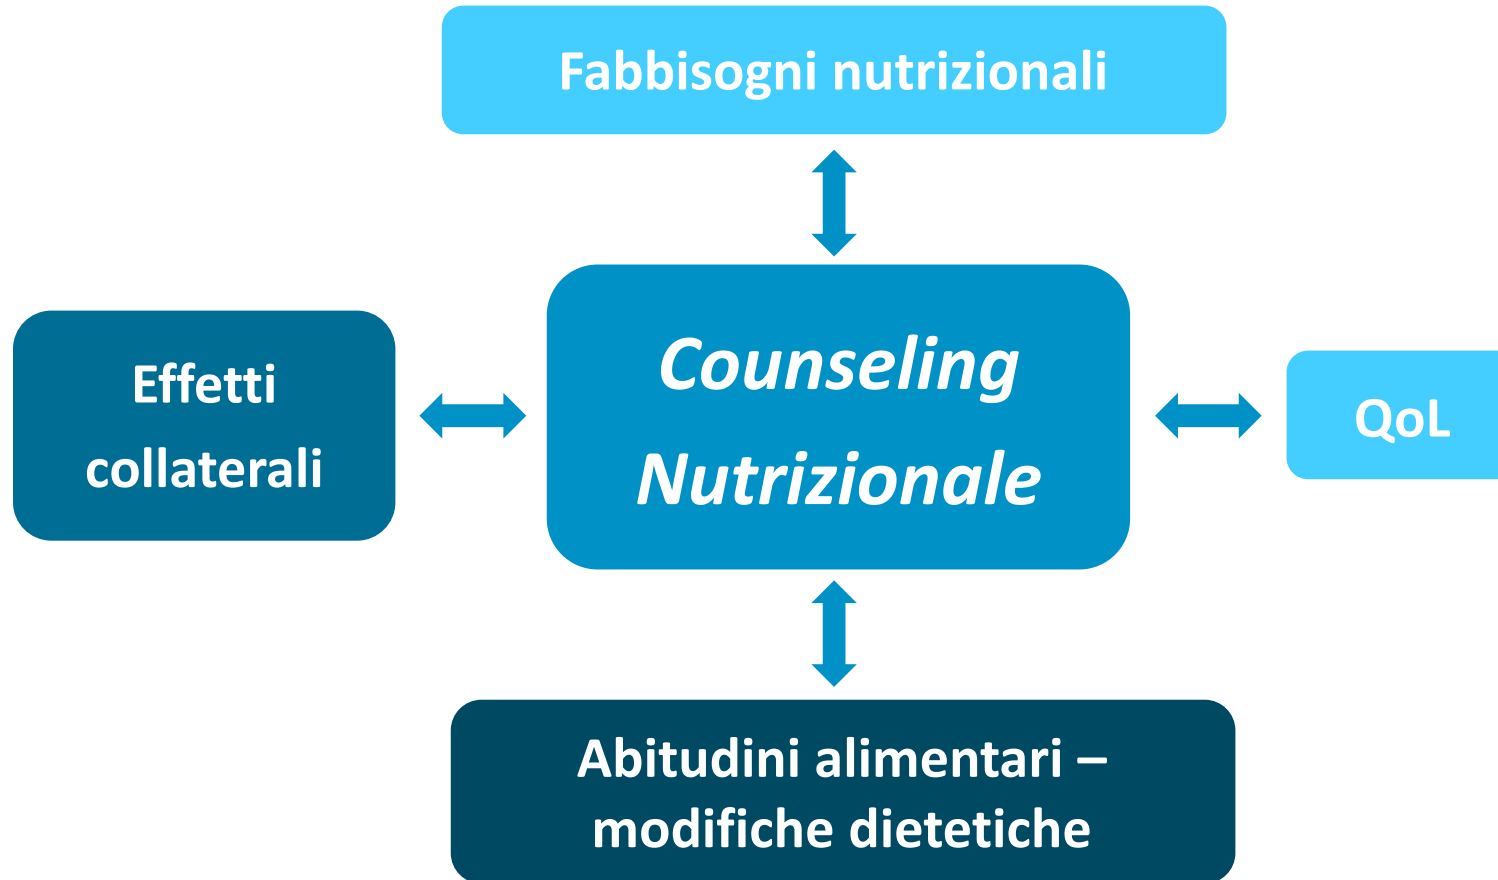 Fabbisogni nutrizionali
Effetti
collaterali
Counseling
Nutrizionale
QoL
Abitudini alimentari –
modifiche dietetiche